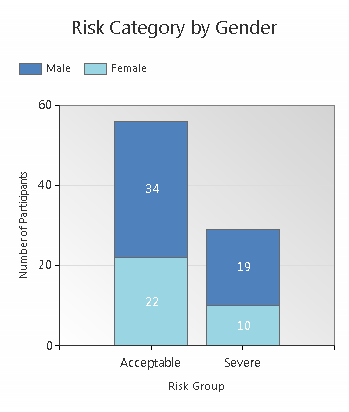 Risk Category by Gender
Male Female
Number of Participants
60
40
20
0
34
22
19
10
Acceptable Severe
Risk Group